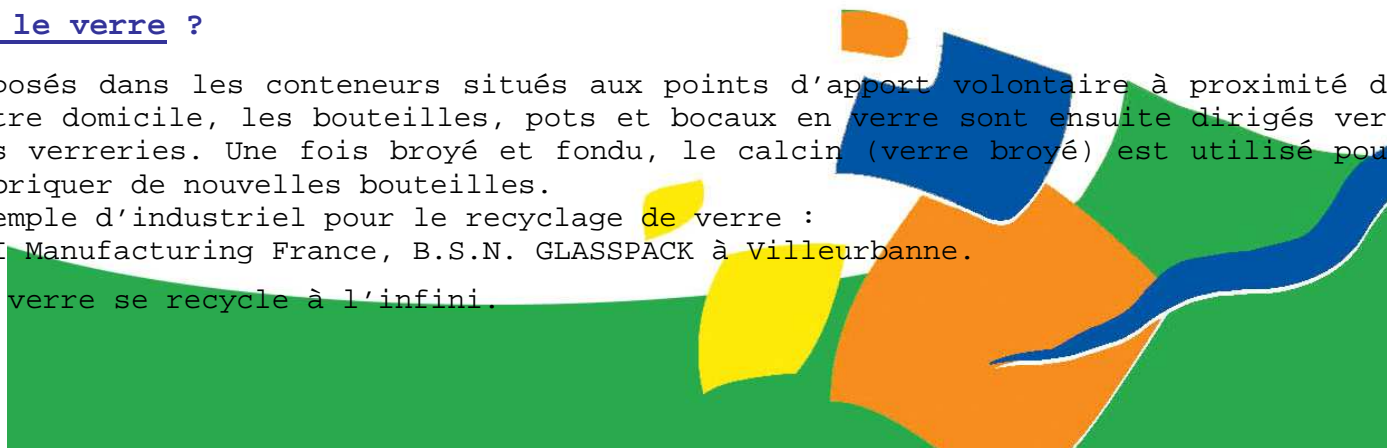 le verre ?
posés dans les conteneurs situés aux points d'apport volontaire à proximité d
tre domicile, les bouteilles, pots et bocaux en verre sont ensuite dirigés ver
s verreries. Une fois broyé et fondu, le calcin (verre broyé) est utilisé pou
briquer de nouvelles bouteilles.
emple d'industriel pour le recyclage de verre :
I Manufacturing France, B.S.N. GLASSPACK à Villeurbanne.
verre se recycle à l'infini.